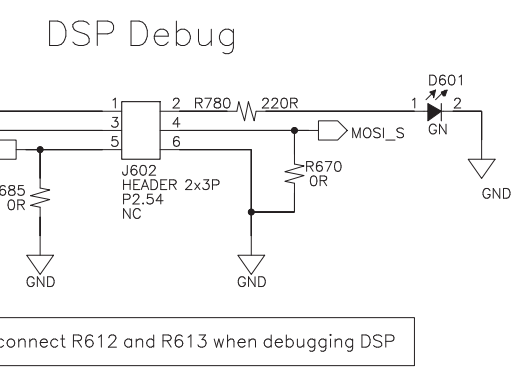 DSP Debug
D601
1 2 R780 220R 1 2
3 4 MOSI_S GN
5 6
J602 R670
HEADER 2x3P 0R
685 P2.54 GND
0R NC
GND GND
connect R612 and R613 when debugging DSP